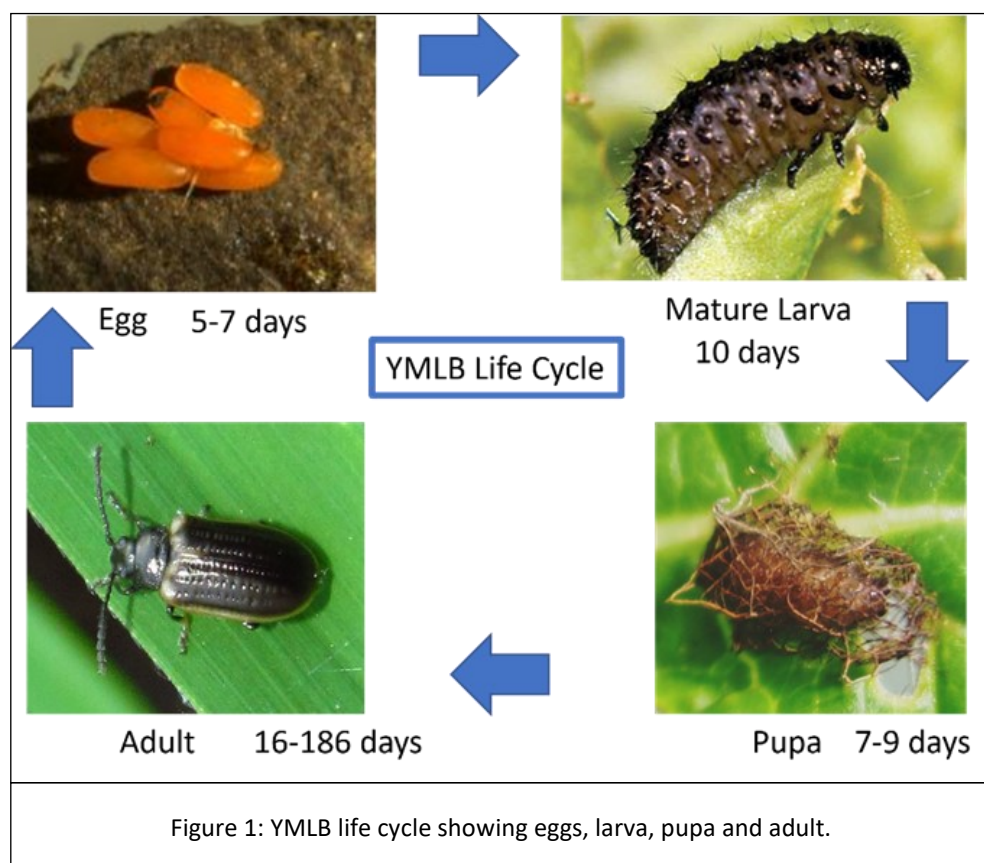 Egg 5-7 days
Mature Larva
10 days
YMLB Life Cycle
Adult 16-186 days
Pupa 7-9 days
Figure 1: YMLB life cycle showing eggs, larva, pupa and adult.